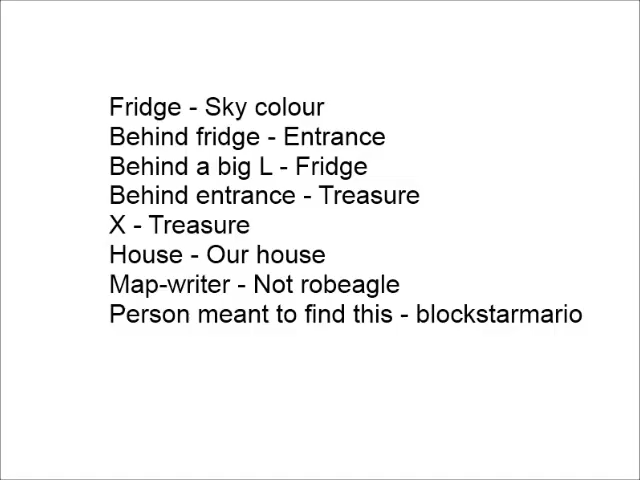 Fridge - Sky colour
Behind fridge - Entrance
Behind a big L - Fridge
Behind entrance - Treasure
X - Treasure
House - Our house
Map-writer - Not robeagle
Person meant to find this - blockstarmario